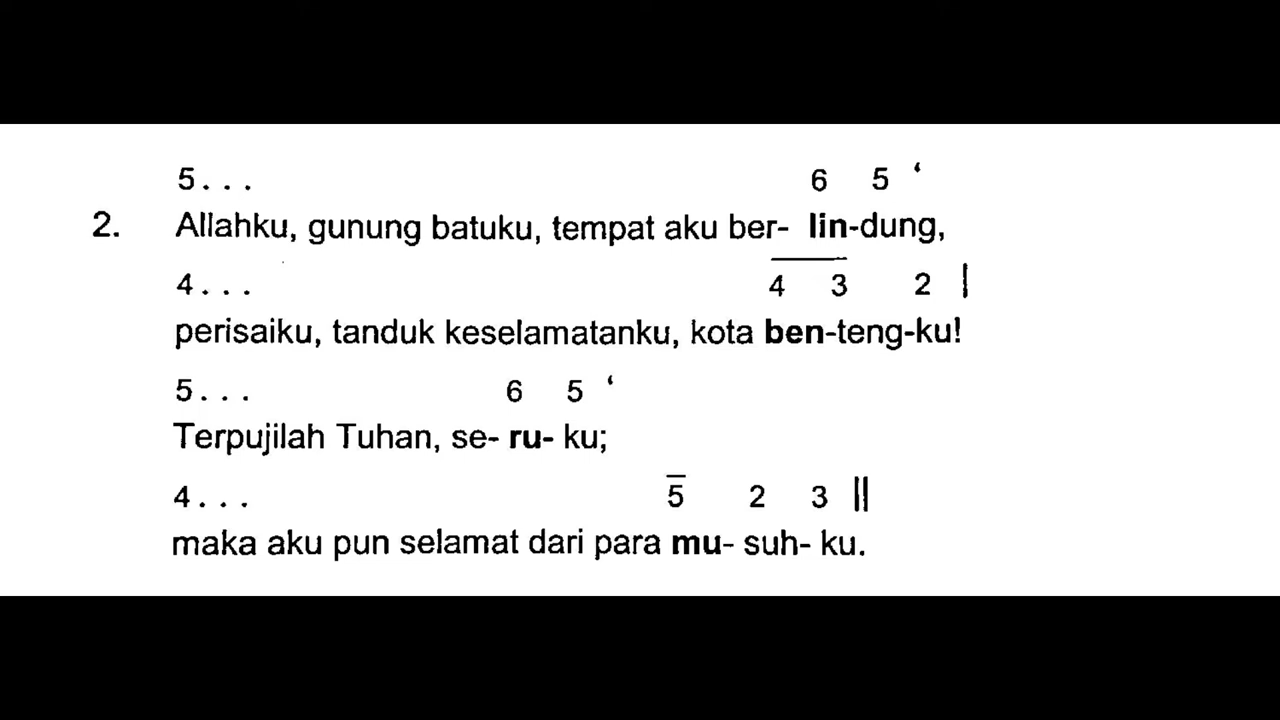 5... 6 5 ‘
2. Allahku, gunung batuku, tempat aku ber- lin-dung,
4... 4 3 2 |
perisaiku, tanduk keselamatanku, kota ben-teng-ku!
5... 6 5 ‘
Terpujilah Tuhan, se- ru- ku;
4... 5 2 3 ||
maka aku pun selamat dari para mu- suh- ku.